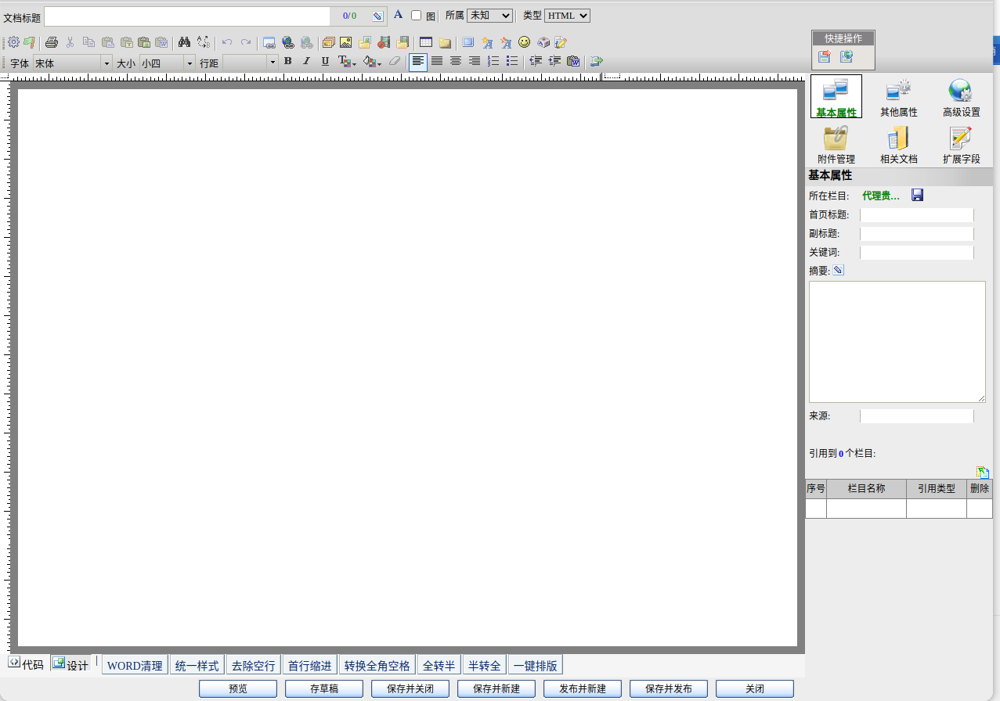 文档标题 0/0 A 图 所属 未知 类型 HTML
快捷操作
字体 宋体 大小 小四 行距 B I U
基本属性 其他属性 高级设置
附件管理 相关文档 扩展字段
基本属性
所在栏目: 代理贵...
首页标题:
副标题:
关键词:
摘要:
来源:
引用到0个栏目:
序号 栏目名称 引用类型 删除
代码 设计 WORD清理 统一样式 去除空行 首行缩进 转换全角空格 全转半 半转全 一键排版
预览 存草稿 保存并关闭 保存并新建 发布并新建 保存并发布 关闭